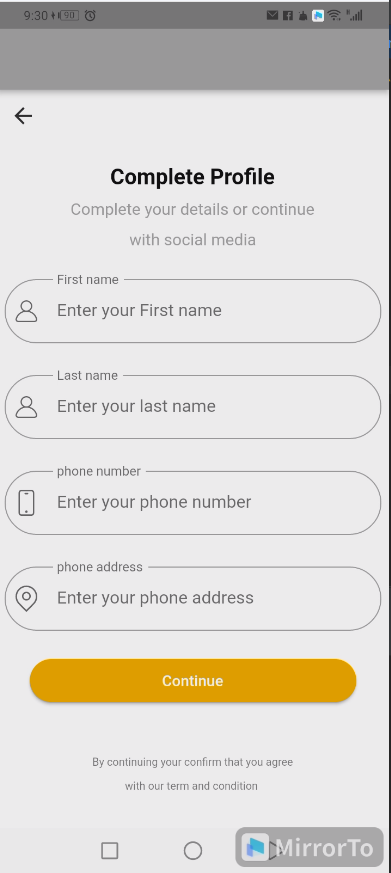 9:30 90
Complete Profile
Complete your details or continue
with social media
First name
Enter your First name
Last name
Enter your last name
phone number
Enter your phone number
phone address
Enter your phone address
Continue
By continuing your confirm that you agree
with our term and condition
MirrorTo